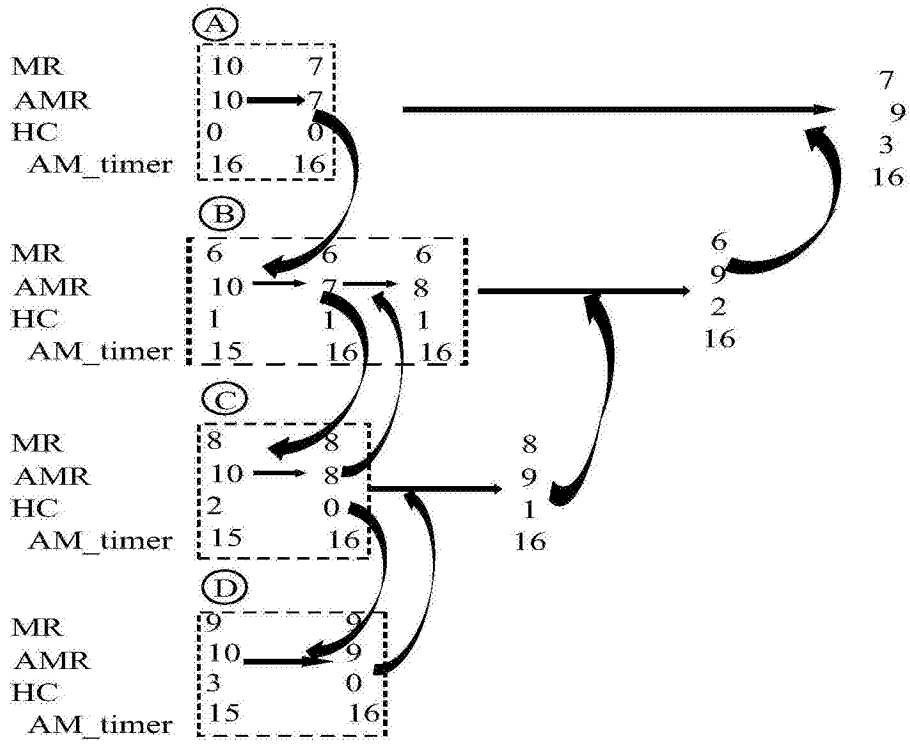 A
MR 10 7 7
AMR 10 7 9
HC 0 0 3
AM_timer 16 16 16
B
MR 6 6 6 6
AMR 10 7 8 9
HC 1 1 1 2
AM_timer 15 16 16 16
C
MR 8 8 8
AMR 10 8 9
HC 2 0 1
AM_timer 15 16 16
D
MR 9 9
AMR 10 9
HC 3 0
AM_timer 15 16